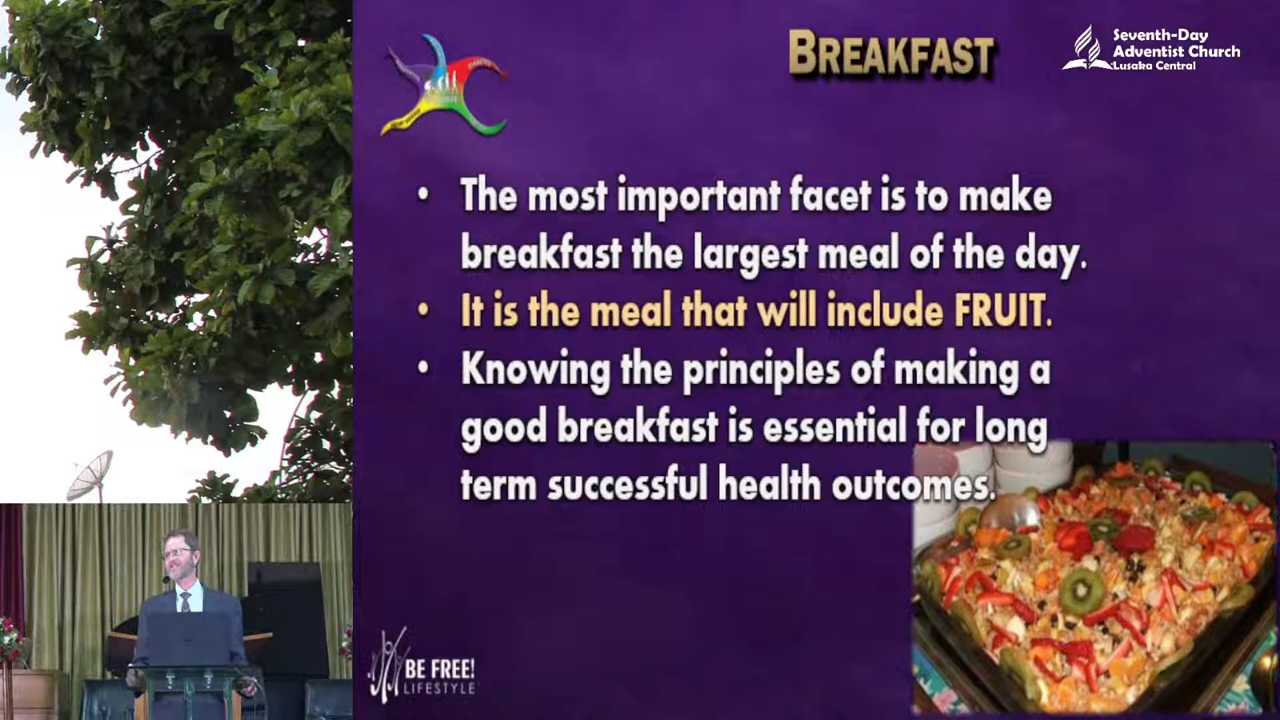 BREAKFAST
Seventh-Day
Adventist Church
Lusaka Central
• The most important facet is to make
breakfast the largest meal of the day.
• It is the meal that will include FRUIT.
• Knowing the principles of making a
good breakfast is essential for long
term successful health outcomes.
BE FREE!
LIFESTYLE